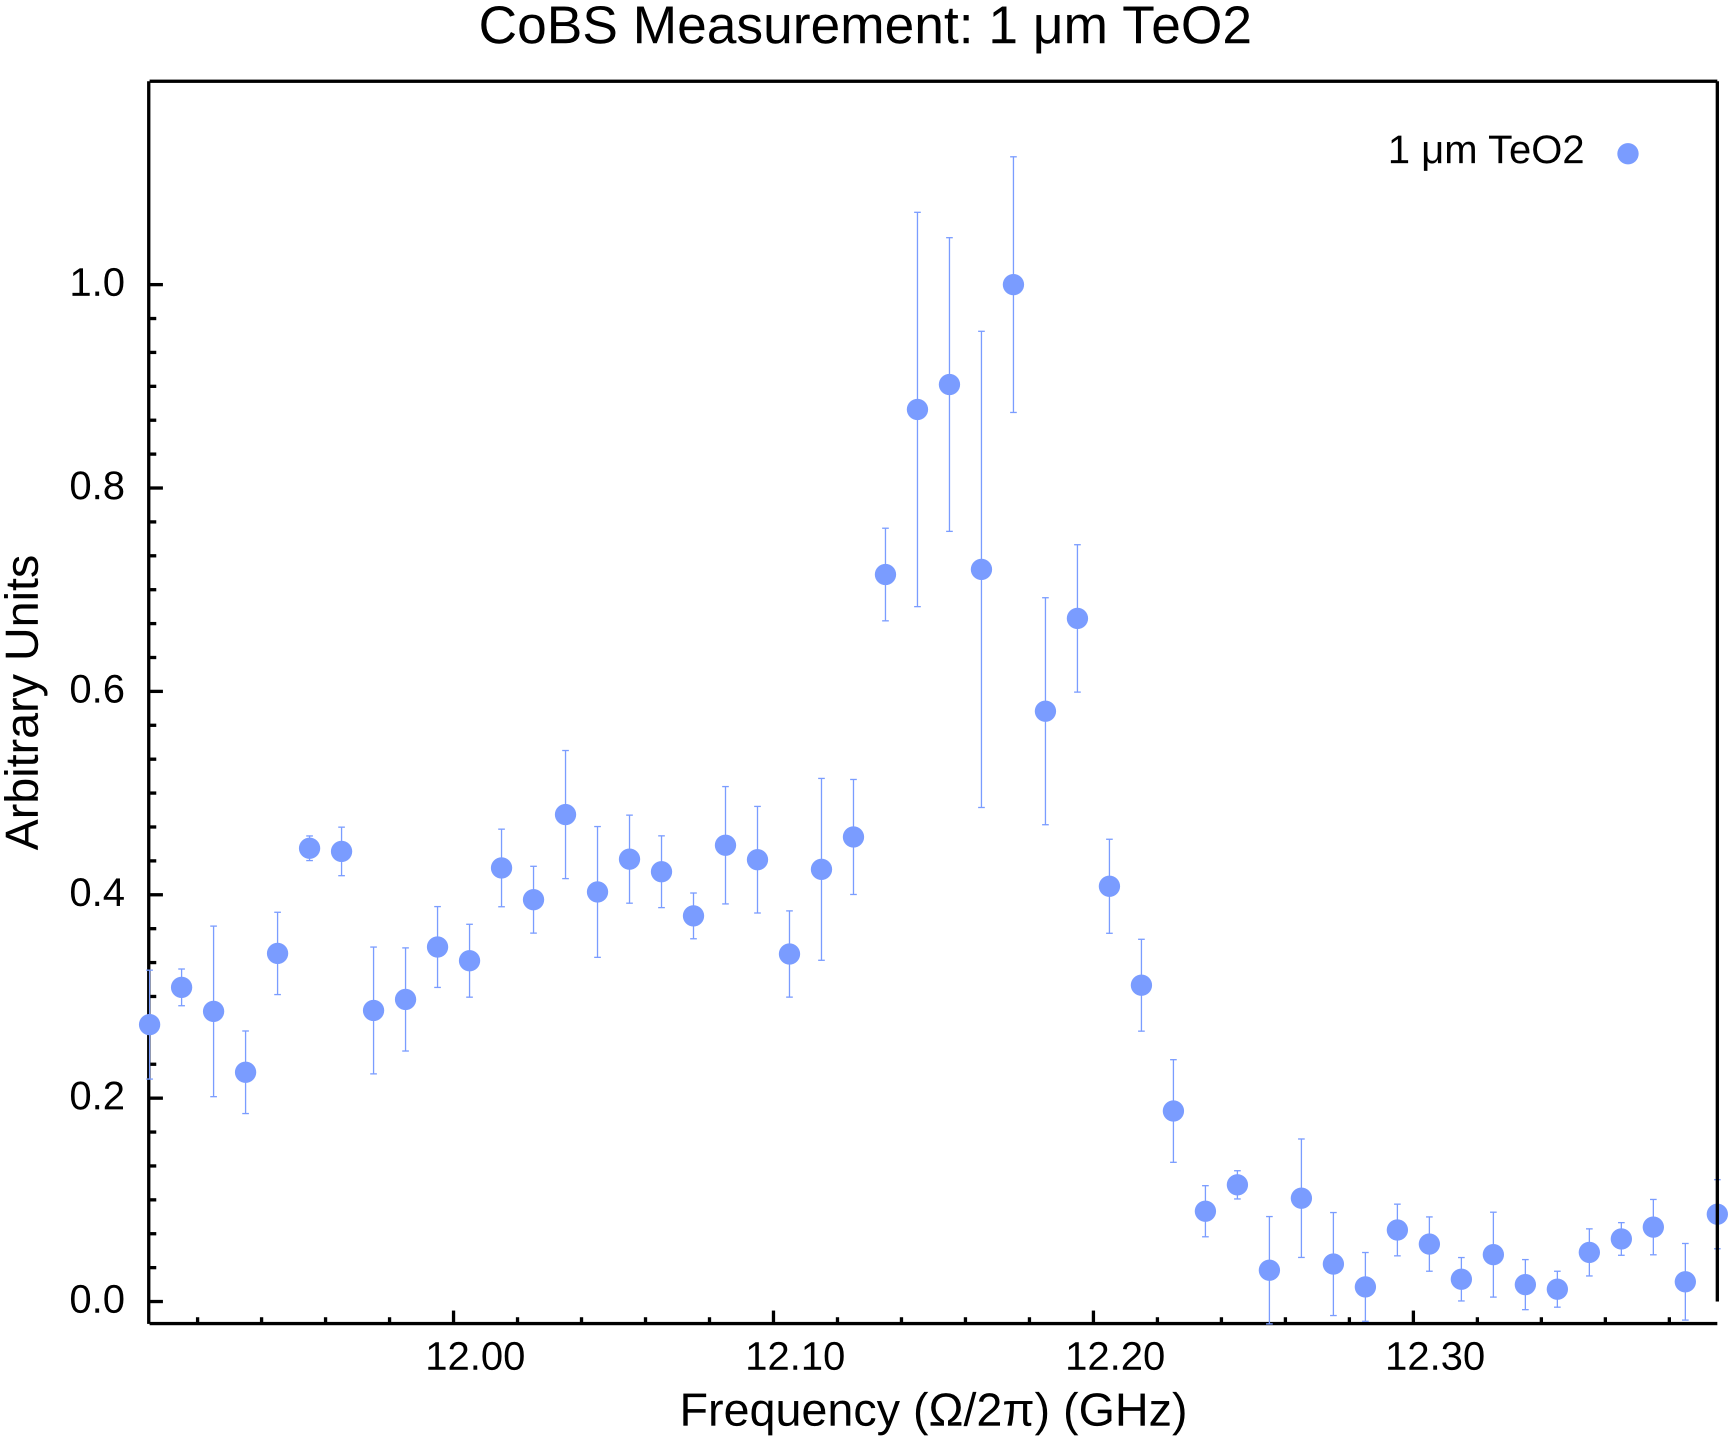 CoBS Measurement: 1 μm TeO2
1 μm TeO2
1.0
0.8
0.6
0.4
0.2
0.0
Arbitrary Units
12.00 12.10 12.20 12.30
Frequency (Ω/2π) (GHz)